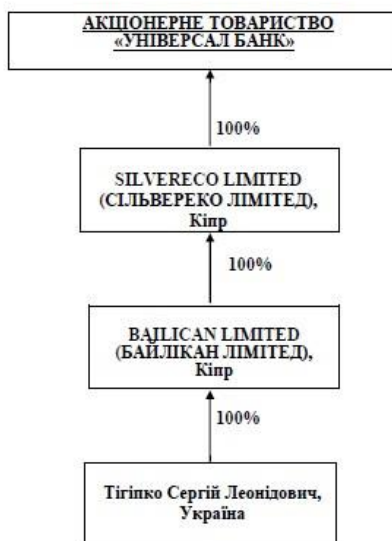 АКЦІОНЕРНЕ ТОВАРИСТВО
«УНІВЕРСАЛ БАНК»
100%
SILVERECO LIMITED
(СІЛЬВЕРЕКО ЛІМІТЕД),
Кіпр
100%
BAILICAN LIMITED
(БАЙЛІКАН ЛІМІТЕД),
Кіпр
100%
Тігіпко Сергій Леонідович,
Україна